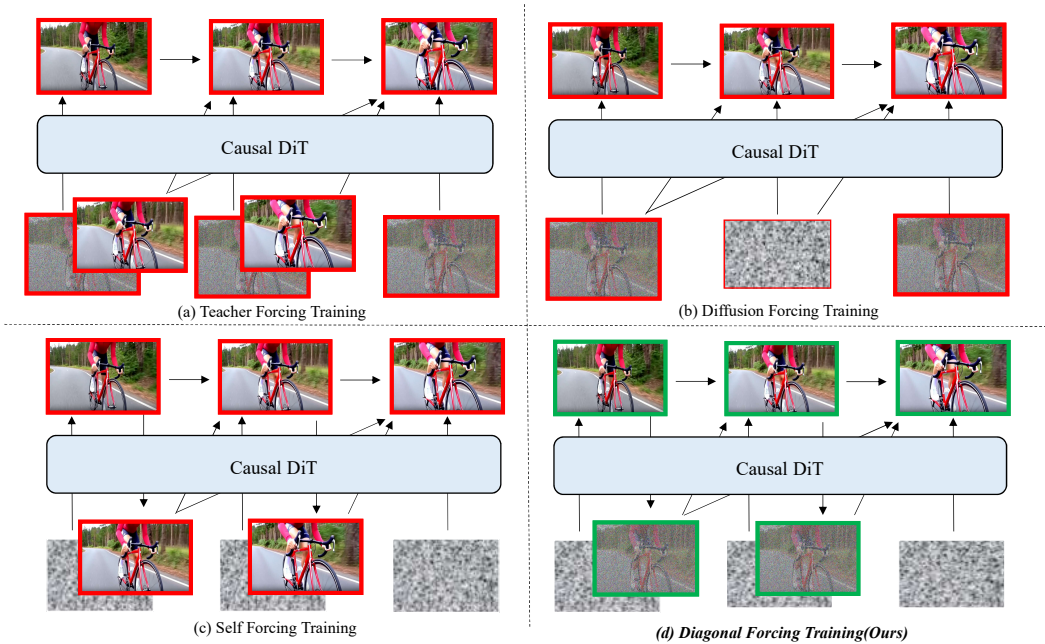 Causal DiT
(a) Teacher Forcing Training
Causal DiT
(b) Diffusion Forcing Training
Causal DiT
(c) Self Forcing Training
Causal DiT
(d) Diagonal Forcing Training(Ours)